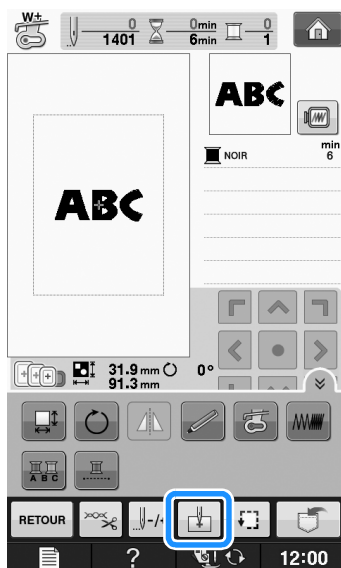 W+
0
1401
0min
6min
0
1
ABC
ABC
NOIR
min
6
31.9 mm
91.3 mm
0°
A B C
RETOUR
-/+
?
12:00